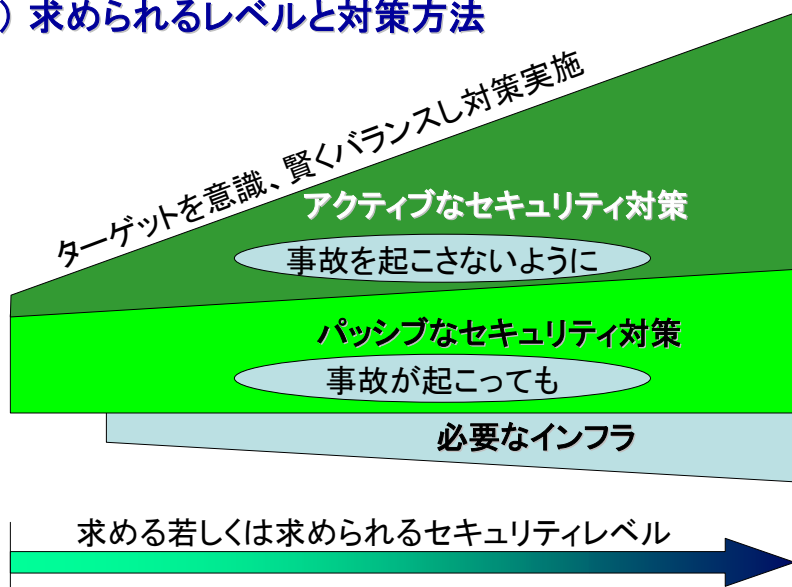 ) 求められるレベルと対策方法
ターゲットを意識、賢くバランスし対策実施
アクティブなセキュリティ対策
事故を起こさないように
パッシブなセキュリティ対策
事故が起こっても
必要なインフラ
求める若しくは求められるセキュリティレベル